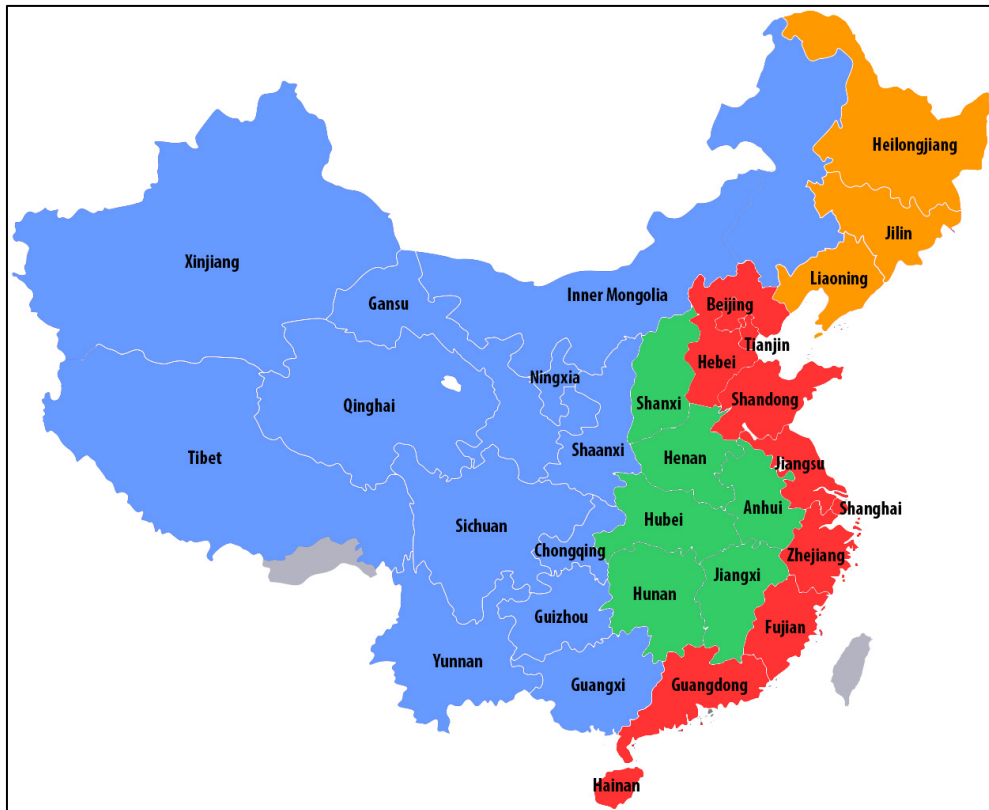 Heilongjiang
Jilin
Xinjiang
Liaoning
Inner Mongolia
Gansu
Beijing
Tianjin
Hebei
Ningxia
Shandong
Shanxi
Qinghai
Shaanxi
Tibet
Henan
Jiangsu
Anhui
Shanghai
Hubei
Sichuan
Chongqing
Zhejiang
Jiangxi
Hunan
Guizhou
Fujian
Yunnan
Guangxi
Guangdong
Hainan